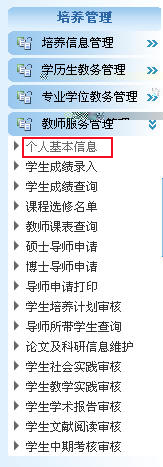 培养管理
培养信息管理
学历生教务管理
专业学位教务管理
教师服务管理
个人基本信息
学生成绩录入
学生成绩查询
课程选修名单
教师课表查询
硕士导师申请
博士导师申请
导师申请打印
学生培养计划审核
导师所带学生查询
论文及科研信息维护
学生社会实践审核
学生教学实践审核
学生学术报告审核
学生文献阅读审核
学生中期考核审核